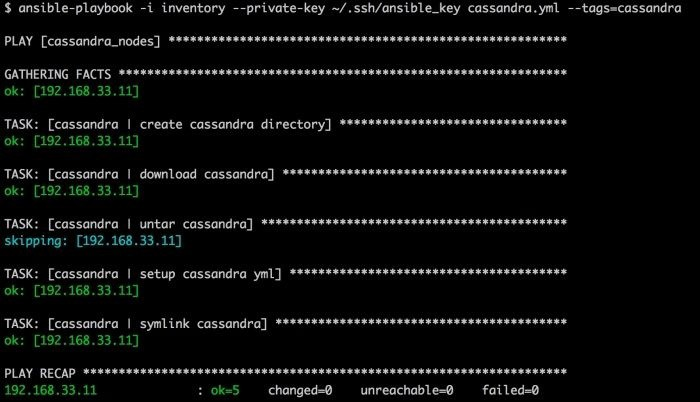 $ ansible-playbook -i inventory --private-key ~/.ssh/ansible_key cassandra.yml --tags=cassandra
PLAY [cassandra_nodes] ********************************************************
GATHERING FACTS ***************************************************************
ok: [192.168.33.11]
TASK: [cassandra | create cassandra directory] ********************************
ok: [192.168.33.11]
TASK: [cassandra | download cassandra] ****************************************
ok: [192.168.33.11]
TASK: [cassandra | untar cassandra] *******************************************
skipping: [192.168.33.11]
TASK: [cassandra | setup cassandra yml] ***************************************
ok: [192.168.33.11]
TASK: [cassandra | symlink cassandra] *****************************************
ok: [192.168.33.11]
PLAY RECAP ********************************************************************
192.168.33.11 : ok=5 changed=0 unreachable=0 failed=0